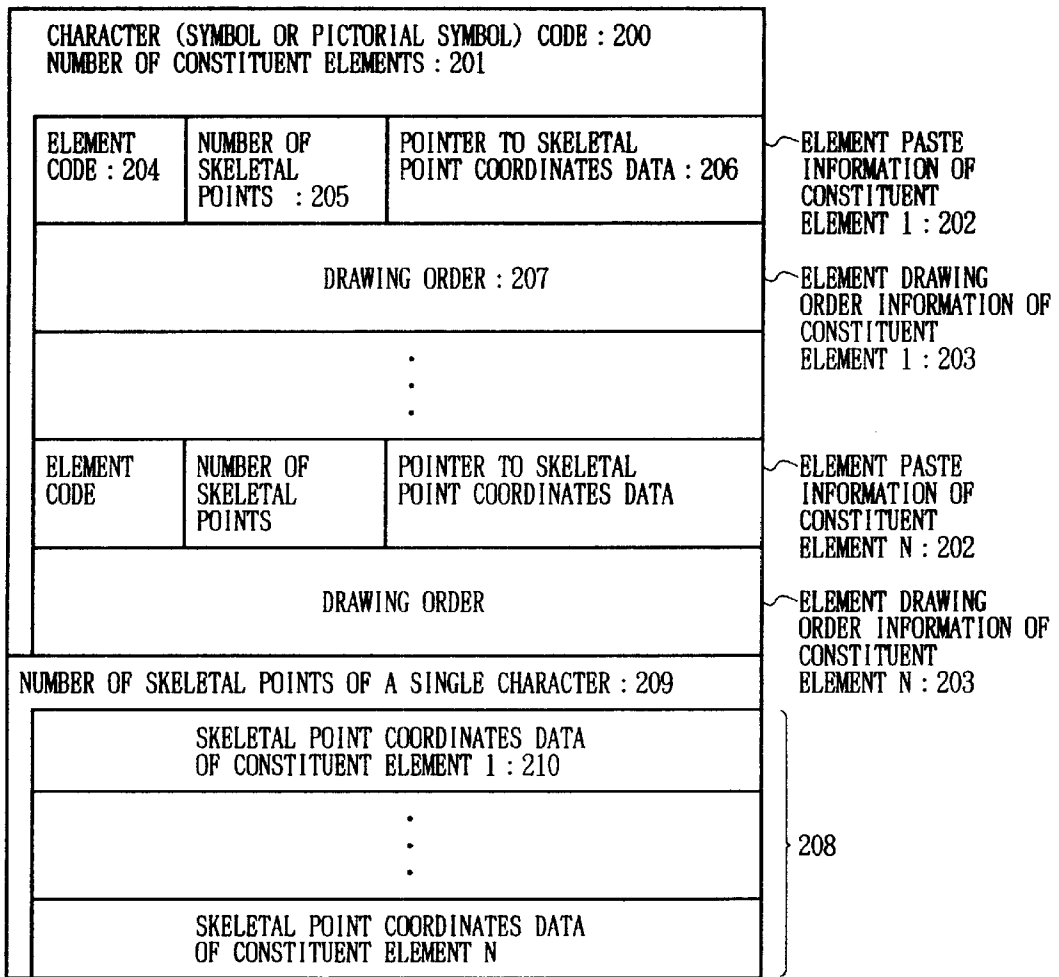 CHARACTER (SYMBOL OR PICTORIAL SYMBOL) CODE : 200
NUMBER OF CONSTITUENT ELEMENTS : 201
ELEMENT
CODE : 204
NUMBER OF
SKELETAL
POINTS : 205
POINTER TO SKELETAL
POINT COORDINATES DATA : 206
ELEMENT PASTE
INFORMATION OF
CONSTITUENT
ELEMENT 1 : 202
DRAWING ORDER : 207
ELEMENT DRAWING
ORDER INFORMATION OF
CONSTITUENT
ELEMENT 1 : 203
ELEMENT
CODE
NUMBER OF
SKELETAL
POINTS
POINTER TO SKELETAL
POINT COORDINATES DATA
ELEMENT PASTE
INFORMATION OF
CONSTITUENT
ELEMENT N : 202
DRAWING ORDER
ELEMENT DRAWING
ORDER INFORMATION OF
CONSTITUENT
ELEMENT N : 203
NUMBER OF SKELETAL POINTS OF A SINGLE CHARACTER : 209
SKELETAL POINT COORDINATES DATA
OF CONSTITUENT ELEMENT 1 : 210
208
SKELETAL POINT COORDINATES DATA
OF CONSTITUENT ELEMENT N